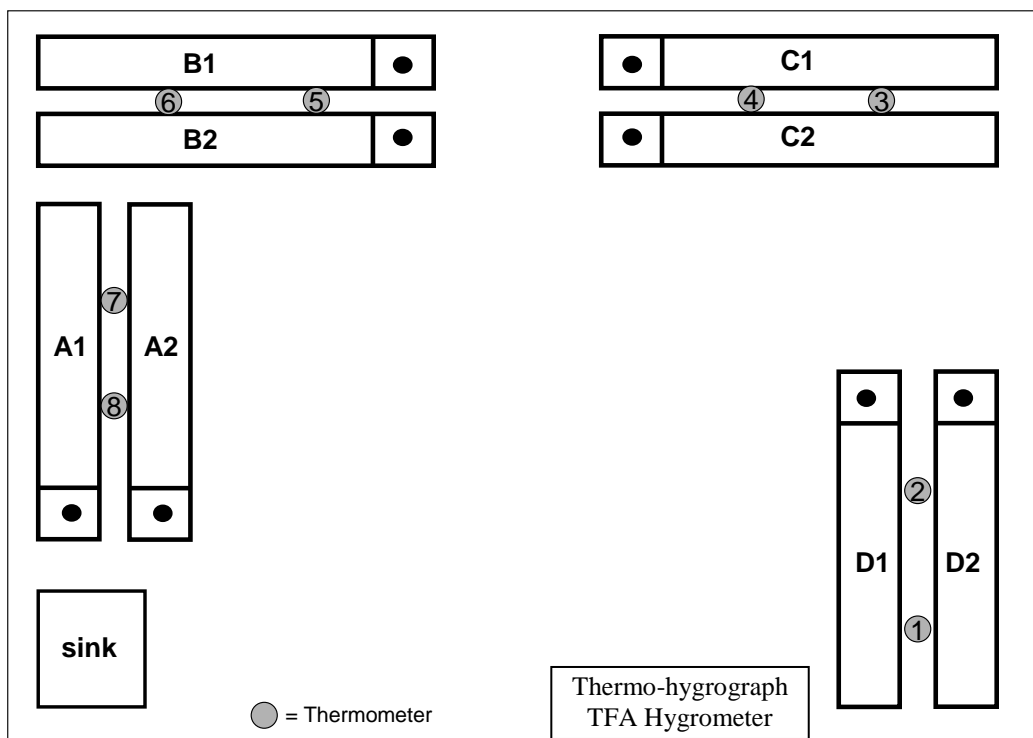 B1
C1
6
5
4
3
B2
C2
7
A1
A2
8
2
D1
D2
1
sink
Thermo-hygrograph
TFA Hygrometer
= Thermometer